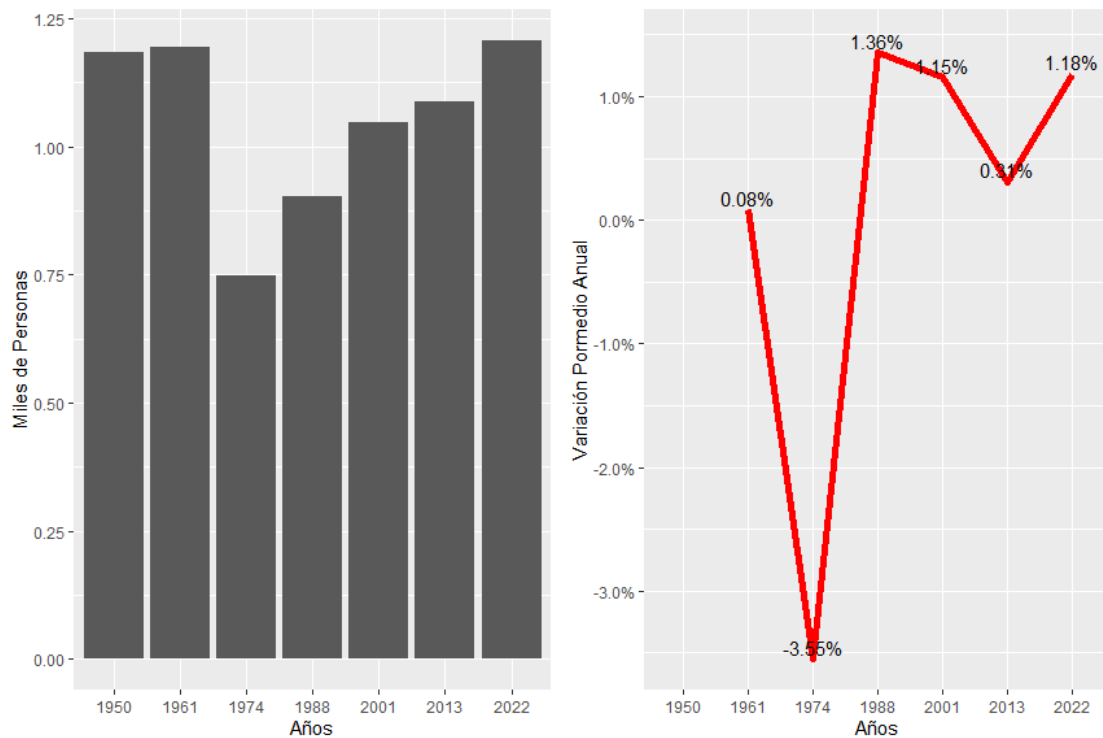 Miles de Personas
1.25
1.00
0.75
0.50
0.25
0.00
1950 1961 1974 1988 2001 2013 2022
Años
Variación Pormedio Anual
1.0%
0.0%
-1.0%
-2.0%
-3.0%
0.08%
-3.55%
1.36%
1.15%
0.31%
1.18%
1950 1961 1974 1988 2001 2013 2022
Años